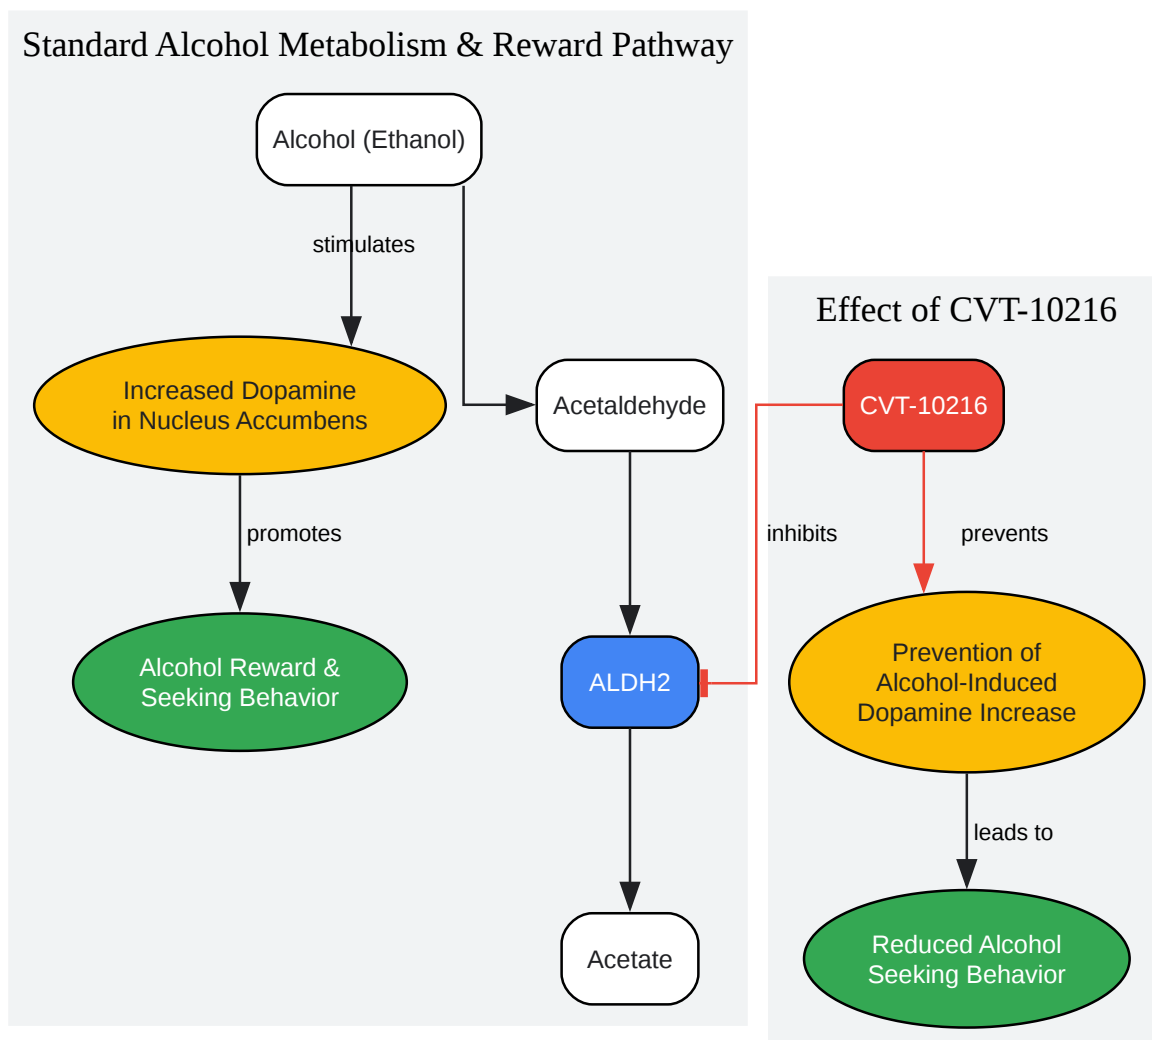 Standard Alcohol Metabolism & Reward Pathway
Alcohol (Ethanol)
stimulates
Increased Dopamine
in Nucleus Accumbens
promotes
Alcohol Reward &
Seeking Behavior
Acetaldehyde
ALDH2
Acetate
Effect of CVT-10216
CVT-10216
inhibits
prevents
Prevention of
Alcohol-Induced
Dopamine Increase
leads to
Reduced Alcohol
Seeking Behavior